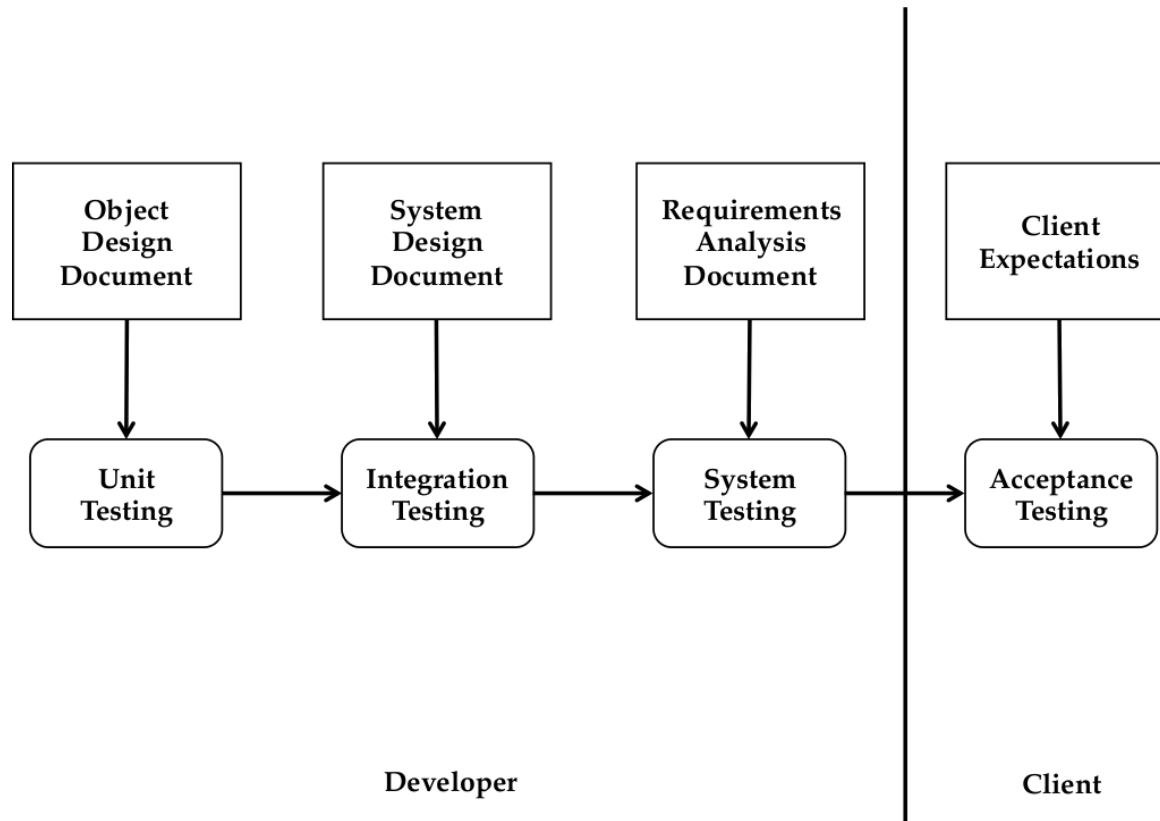 Object
Design
Document
System
Design
Document
Requirements
Analysis
Document
Client
Expectations
Unit
Testing
Integration
Testing
System
Testing
Acceptance
Testing
Developer
Client